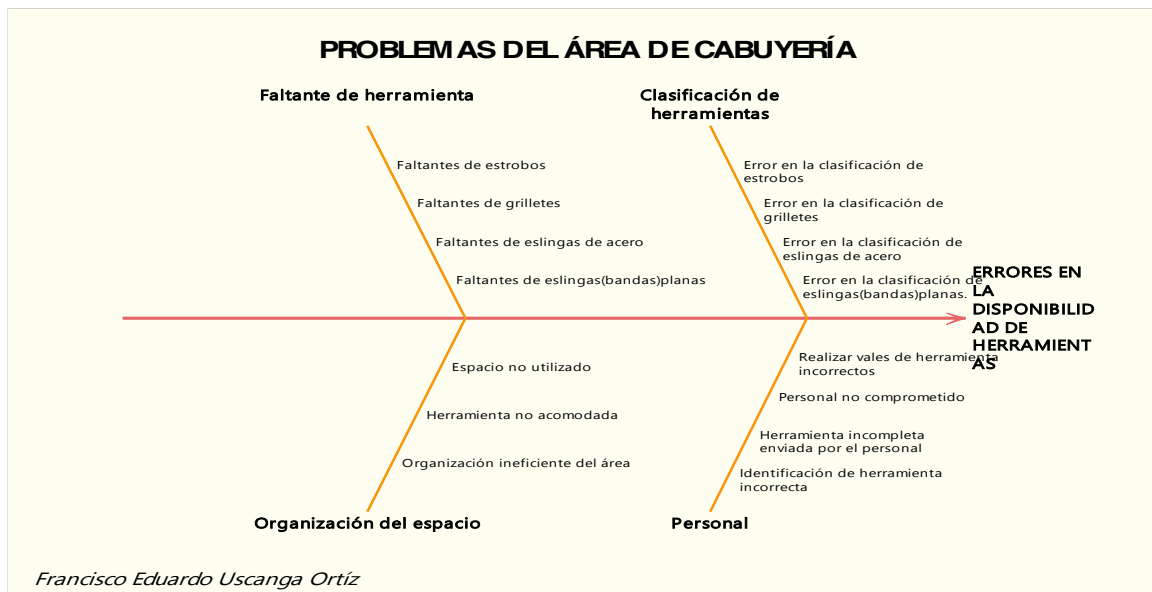 PROBLEMAS DEL ÁREA DE CABUYERÍA
Faltante de herramienta
Clasificación de
herramientas
Faltantes de estrobos
Faltantes de grilletes
Faltantes de eslingas de acero
Faltantes de eslingas(bandas)planas
Error en la clasificación de
estrobos
Error en la clasificación de
grilletes
Error en la clasificación de
eslingas de acero
Error en la clasificación de
eslingas(bandas)planas.
ERRORES EN
LA
DISPONIBILID
AD DE
HERRAMIENT
AS
Espacio no utilizado
Herramienta no acomodada
Organización ineficiente del área
Realizar vales de herramienta
incorrectos
Personal no comprometido
Herramienta incompleta
enviada por el personal
Identificación de herramienta
incorrecta
Organización del espacio
Personal
Francisco Eduardo Uscanga Ortíz